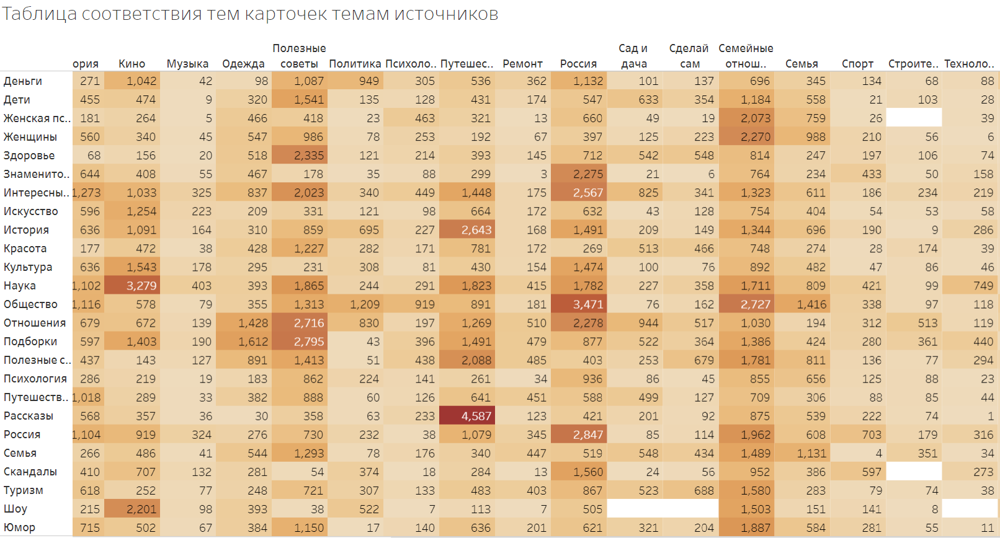 Таблица соответствия тем карточек темам источников
Полезные Сад и Сделай Семейные
ория Кино Музыка Одежда советы Политика Психоло.. Путешес.. Ремонт Россия дача сам отнош.. Семья Спорт Строите.. Техноло..
Деньги 271 1,042 42 98 1,087 949 305 536 362 1,132 101 137 696 345 134 68 88
Дети 455 474 9 320 1,541 135 128 431 174 547 633 354 1,184 558 21 103 28
Женская пс.. 181 264 5 466 418 23 463 321 13 660 49 19 2,073 759 26 39
Женщины 560 340 45 547 986 78 253 192 67 397 125 223 2,270 988 210 56 6
Здоровье 68 156 20 518 2,335 121 214 393 145 712 542 548 814 247 197 106 74
Знаменито.. 644 408 55 467 178 35 88 299 3 2,275 21 6 764 234 433 50 158
Интересны.. 1,273 1,033 325 837 2,023 340 449 1,448 175 2,567 825 341 1,323 611 186 234 219
Искусство 596 1,254 223 209 331 121 98 664 172 632 43 128 754 404 54 53 58
История 636 1,091 164 310 859 695 227 2,643 168 1,491 209 149 1,344 696 190 9 286
Красота 177 472 38 428 1,227 282 171 781 172 269 513 466 748 274 28 174 39
Культура 636 1,543 178 295 231 308 81 430 154 1,474 100 76 892 482 47 86 46
Наука 1,102 3,279 403 393 1,865 244 291 1,823 415 1,782 227 358 1,711 809 421 99 749
Общество 1,116 578 79 355 1,313 1,209 919 891 181 3,471 76 162 2,727 1,416 338 97 118
Отношения 679 672 139 1,428 2,716 830 197 1,269 510 2,278 944 517 1,030 194 312 513 119
Подборки 597 1,403 190 1,612 2,795 43 396 1,491 479 877 522 364 1,386 424 280 361 440
Полезные с.. 437 143 127 891 1,413 51 438 2,088 485 403 253 679 1,781 811 136 77 294
Психология 286 219 19 183 862 224 141 261 34 936 86 45 855 656 125 88 23
Путешеств.. 1,018 289 33 382 888 60 126 641 451 588 499 127 709 306 88 85 44
Рассказы 568 357 36 30 358 63 233 4,587 123 421 201 92 875 539 222 74 1
Россия 1,104 919 324 276 730 232 38 1,079 345 2,847 85 114 1,962 608 703 179 316
Семья 266 486 41 544 1,293 78 176 340 447 519 548 434 1,489 1,131 4 351 34
Скандалы 410 707 132 281 54 374 18 284 13 1,560 24 56 952 386 597 273
Туризм 618 252 77 248 721 307 133 483 403 867 523 688 1,580 283 79 74 38
Шоу 215 2,201 98 393 38 522 7 113 7 505 1,503 151 141 8
Юмор 715 502 67 384 1,150 17 140 636 201 621 321 204 1,887 584 281 55 11